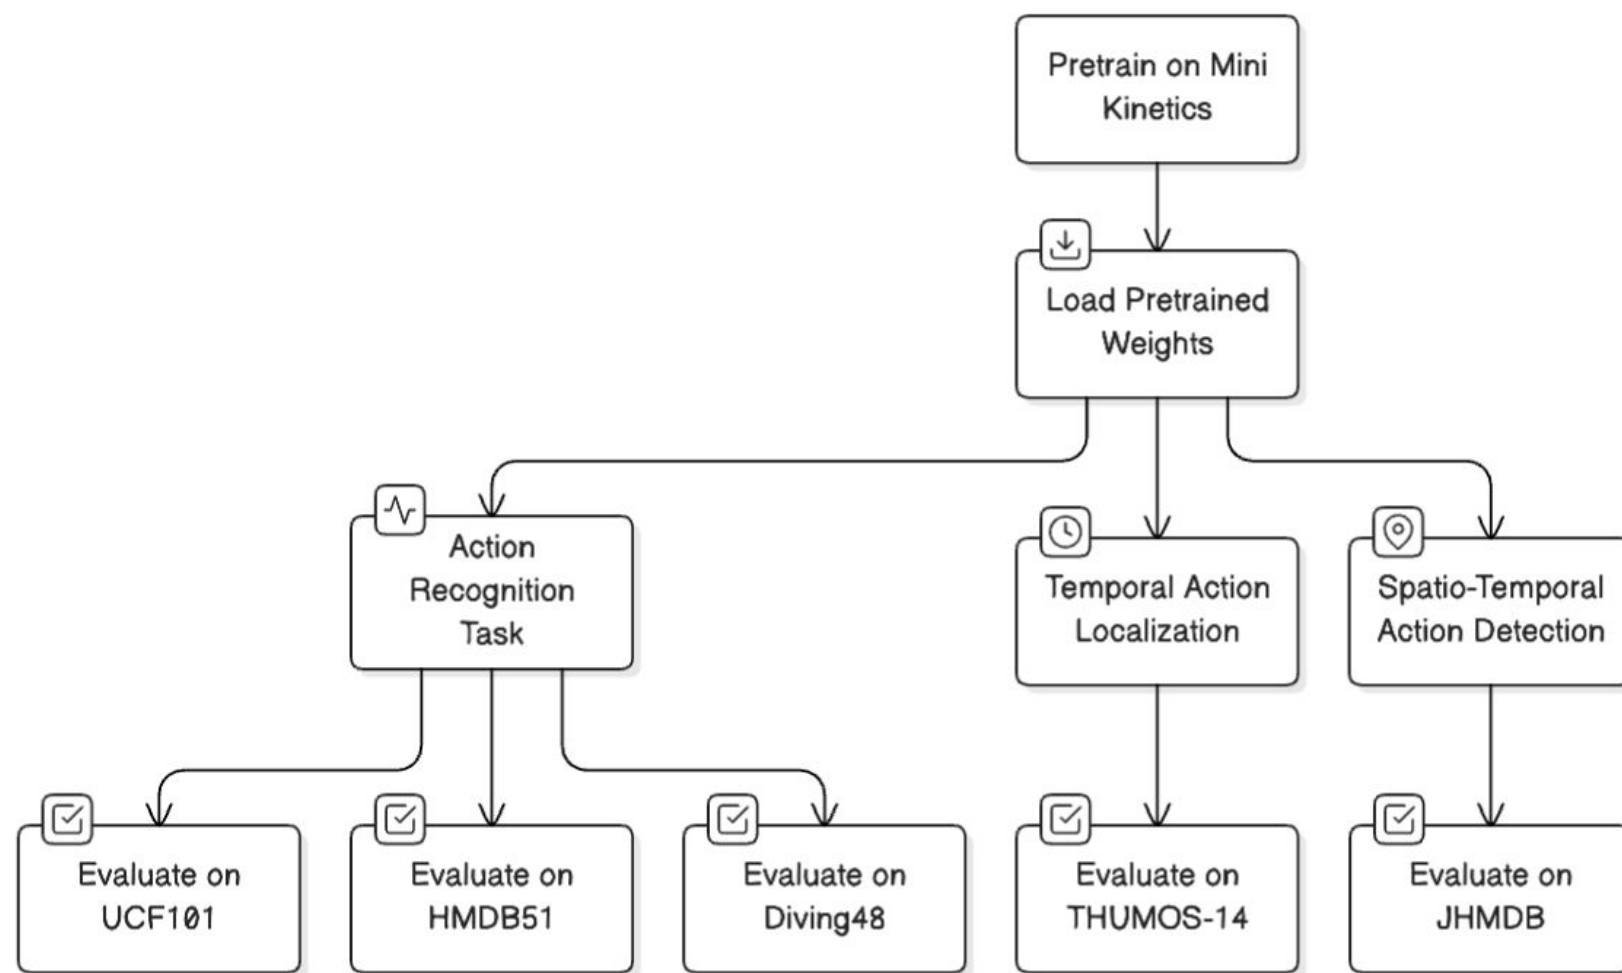 Pretrain on Mini
Kinetics
Load Pretrained
Weights
Action
Recognition
Task
Temporal Action
Localization
Spatio-Temporal
Action Detection
Evaluate on
UCF101
Evaluate on
HMDB51
Evaluate on
Diving48
Evaluate on
THUMOS-14
Evaluate on
JHMDB